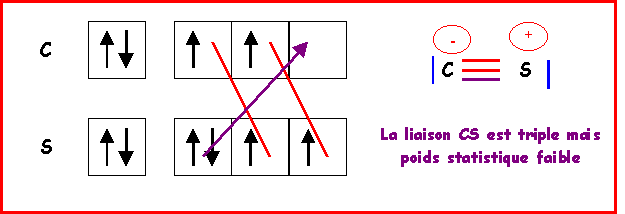 C
- +
C S
S
La liaison CS est triple mais
poids statistique faible